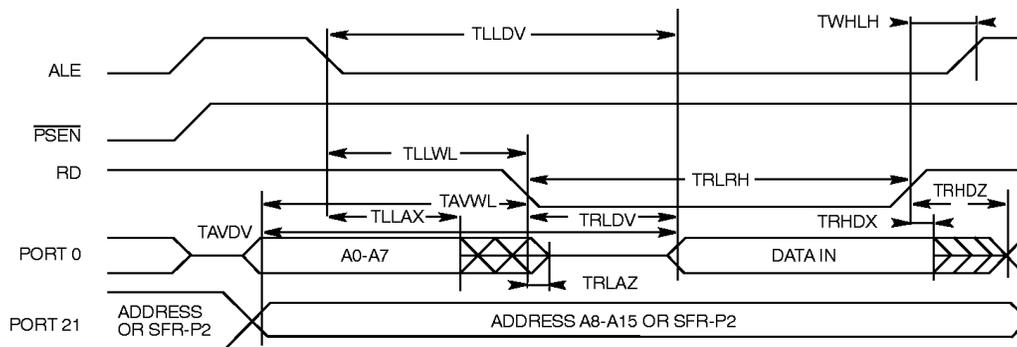 TLLDV
TWHLH
ALE
PSEN
TLLWL
RD
TRLRH
TAVWL
TRHDZ
TLLAX
TRLDV
TRHDX
TAVDV
PORT 0
A0-A7
DATA IN
TRLAZ
PORT 21
ADDRESS
OR SFR-P2
ADDRESS A8-A15 OR SFR-P2